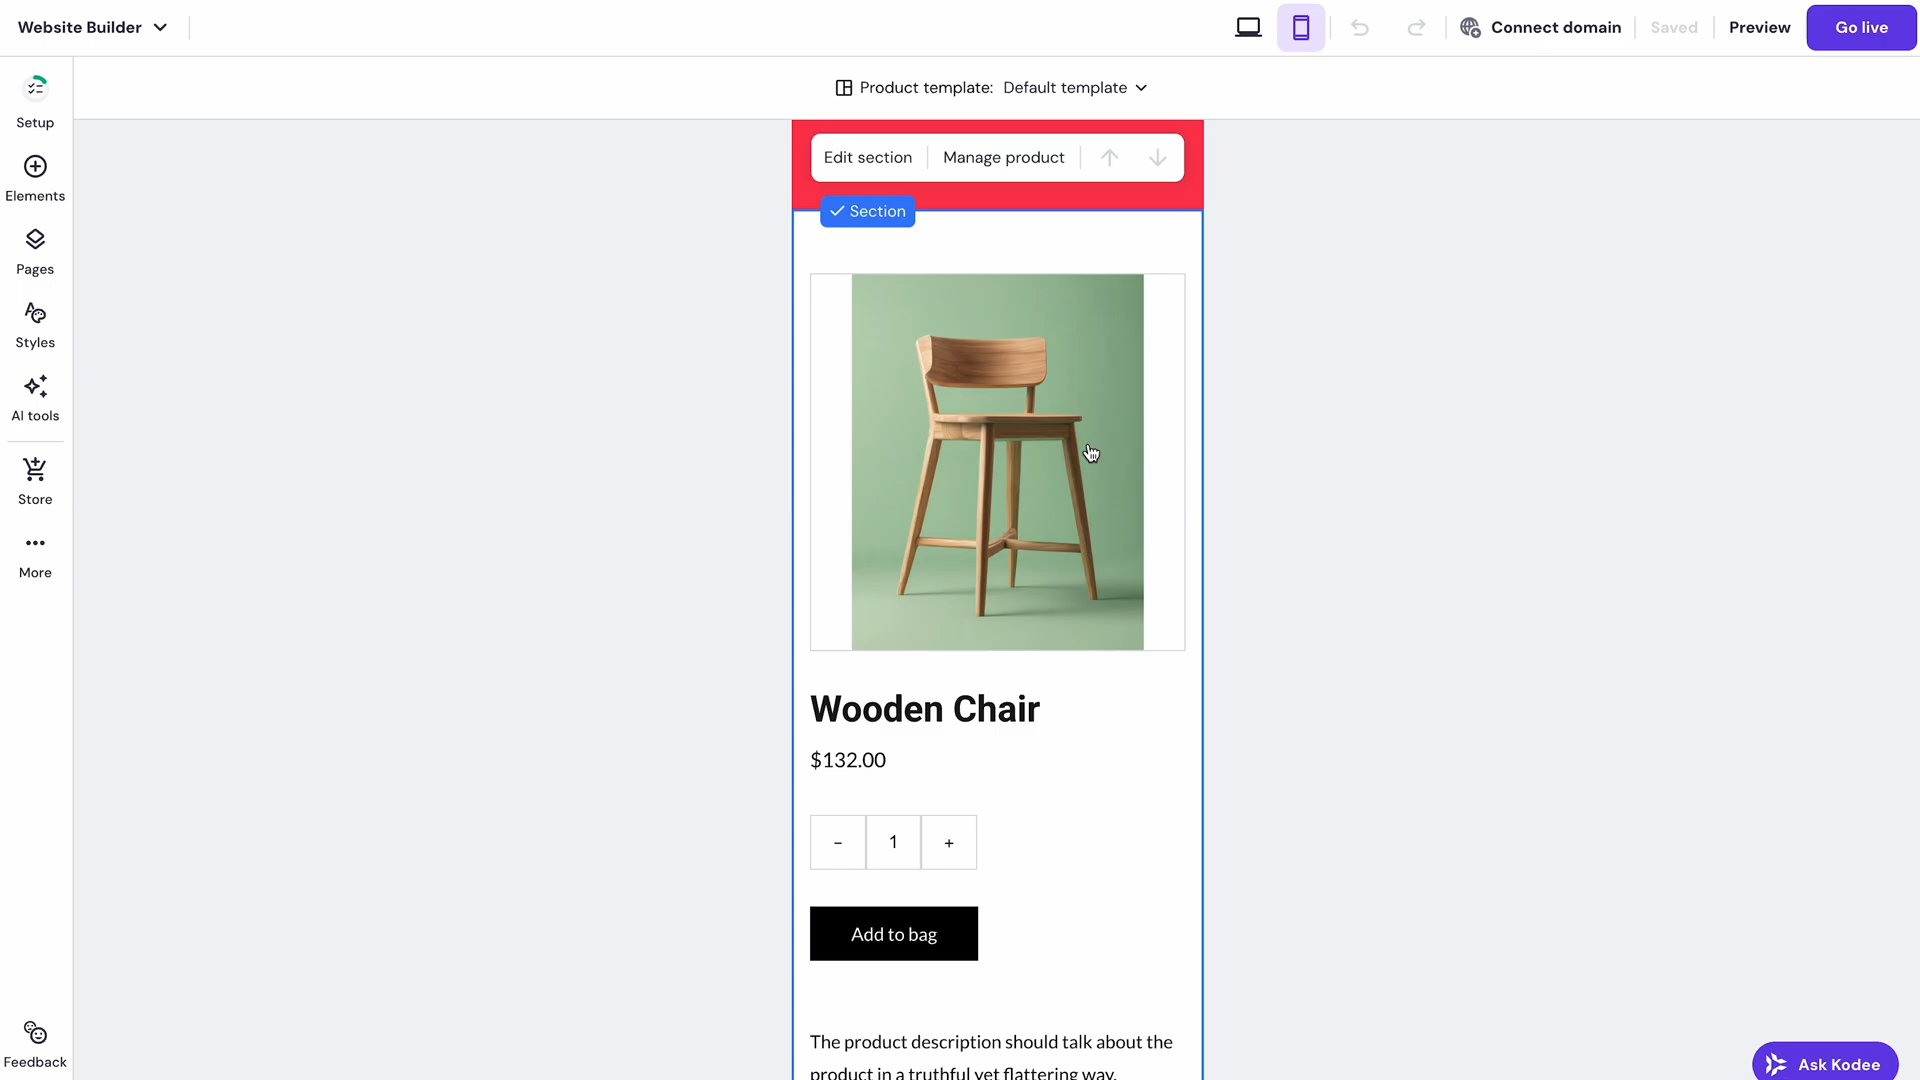 Website Builder
Connect domain
Saved
Preview
Go live
Product template: Default template
Setup
Elements
Pages
Styles
AI tools
Store
More
Feedback
Edit section
Manage product
Section
Wooden Chair
$132.00
- 1 +
Add to bag
The product description should talk about the
product in a truthful yet flattering way.
Ask Kodee